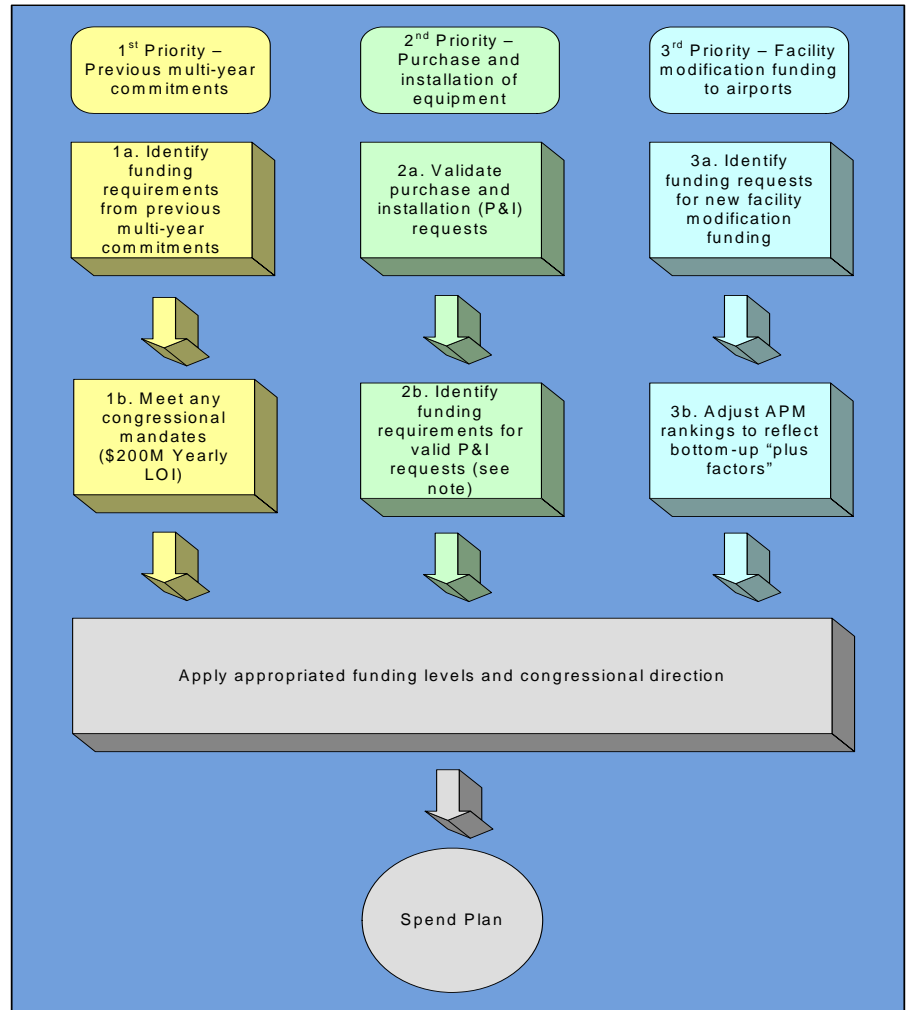 1st Priority –
Previous multi-year
commitments
2nd Priority –
Purchase and
installation of
equipment
3rd Priority – Facility
modification funding
to airports
1a. Identify
funding
requirements
from previous
multi-year
commitments
2a. Validate
purchase and
installation (P&I)
requests
3a. Identify
funding requests
for new facility
modification
funding
1b. Meet any
congressional
mandates
($200M Yearly
LOI)
2b. Identify
funding
requirements for
valid P&I
requests (see
note)
3b. Adjust APM
rankings to reflect
bottom-up “plus
factors”
Apply appropriated funding levels and congressional direction
Spend Plan